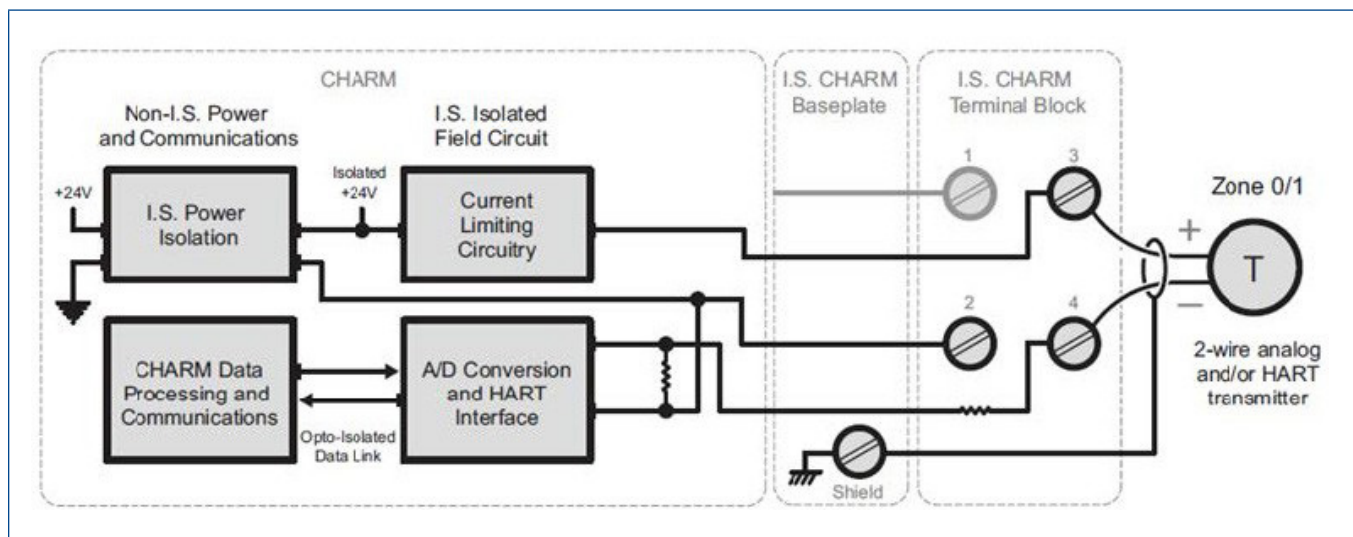 CHARM
I.S. CHARM
Baseplate
I.S. CHARM
Terminal Block
Non-I.S. Power
and Communications
I.S. Isolated
Field Circuit
+24V
I.S. Power
Isolation
Isolated
+24V
Current
Limiting
Circuitry
1
3
Zone 0/1
+
T
−
2
4
2-wire analog
and/or HART
transmitter
CHARM Data
Processing and
Communications
Opto-Isolated
Data Link
A/D Conversion
and HART
Interface
Shield